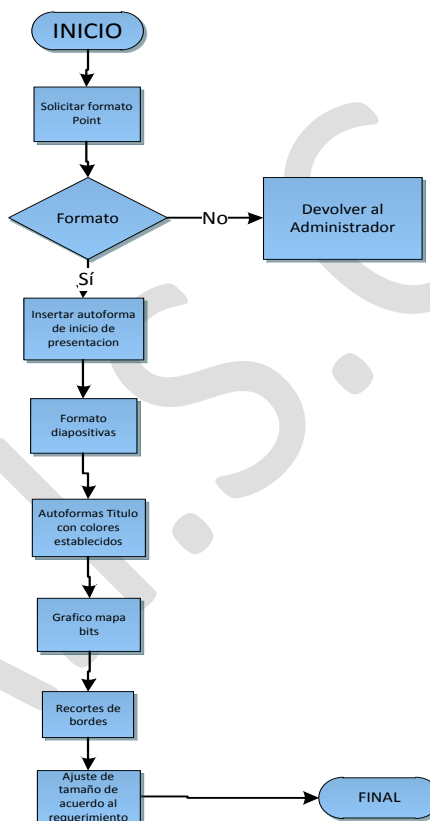 INICIO
Solicitar formato
Point
Formato
No
Devolver al
Administrador
Sí
Insertar autoforma
de inicio de
presentacion
Formato
diapositivas
Autoformas Titulo
con colores
establecidos
Grafico mapa
bits
Recortes de
bordes
Ajuste de
tamaño de
acuerdo al
requerimiento
FINAL